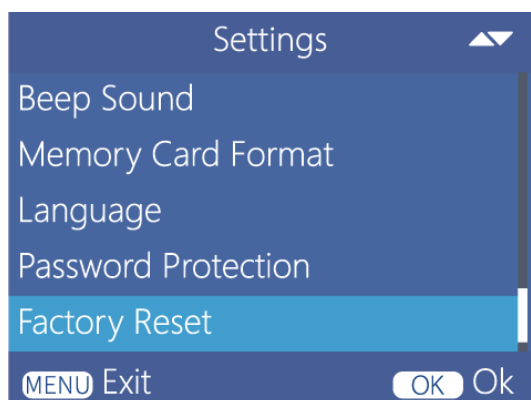 Settings
Beep Sound
Memory Card Format
Language
Password Protection
Factory Reset
MENU Exit OK Ok